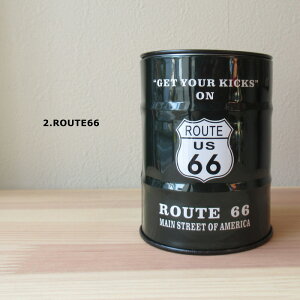 2.ROUTE66
"GET YOUR KICKS"
ON
ROUTE
US
66
ROUTE 66
MAIN STREET OF AMERICA